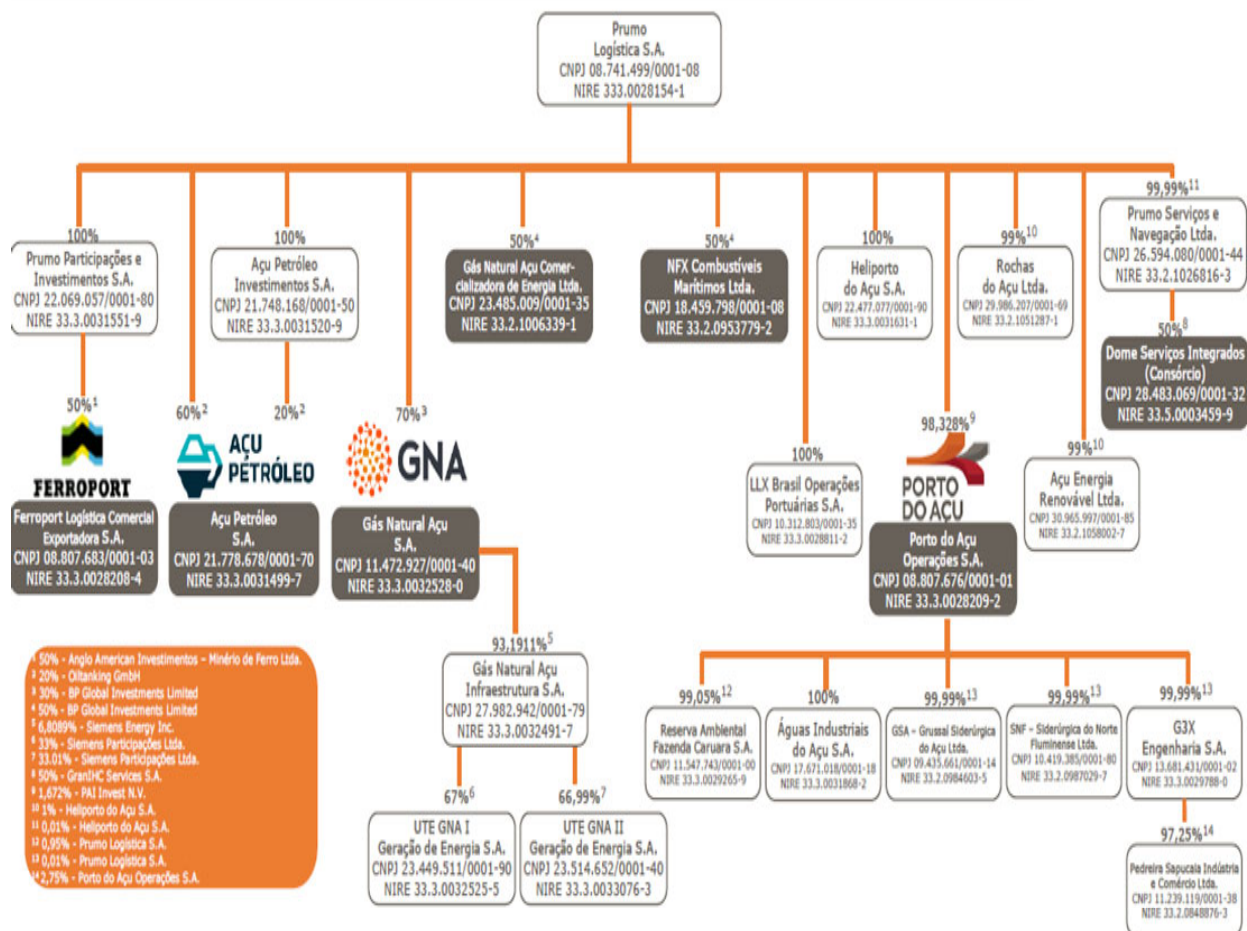 Prumo
Logística S.A.
CNPJ 08.741.499/0001-08
NIRE 333.0028154-1
100%
Prumo Participações e
Investimentos S.A.
CNPJ 22.069.057/0001-80
NIRE 33.3.0031551-9
50%1
FERROPORT
Ferroport Logística Comercial
Exportadora S.A.
CNPJ 08.807.683/0001-03
NIRE 33.3.0028208-4
100%
Açu Petróleo
Investimentos S.A.
CNPJ 21.748.168/0001-50
NIRE 33.3.0031520-9
60%2
20%2
AÇU
PETRÓLEO
Açu Petróleo
S.A.
CNPJ 21.778.678/0001-70
NIRE 33.3.0031499-7
70%3
GNA
Gás Natural Açu
S.A.
CNPJ 11.472.927/0001-40
NIRE 33.3.0032528-0
93,1911%5
Gás Natural Açu
Infraestrutura S.A.
CNPJ 27.982.942/0001-79
NIRE 33.3.0032491-7
67%6
UTE GNA I
Geração de Energia S.A.
CNPJ 23.449.511/0001-90
NIRE 33.3.0032525-5
66,99%7
UTE GNA II
Geração de Energia S.A.
CNPJ 23.514.652/0001-40
NIRE 33.3.0033076-3
50%4
Gás Natural Açu Comer-
cializadora de Energia Ltda.
CNPJ 23.485.009/0001-35
NIRE 33.2.1006339-1
50%4
NFX Combustíveis
Marítimos Ltda.
CNPJ 18.459.798/0001-08
NIRE 33.2.0953779-2
100%
LLX Brasil Operações
Portuárias S.A.
CNPJ 10.312.803/0001-35
NIRE 33.3.0028811-2
100%
Heliporto
do Açu S.A.
CNPJ 22.477.077/0001-90
NIRE 33.3.0031631-1
98,328%9
PORTO
DO AÇU
Porto do Açu
Operações S.A.
CNPJ 08.807.676/0001-01
NIRE 33.3.0028209-2
99%10
Rochas
do Açu Ltda.
CNPJ 29.986.207/0001-69
NIRE 33.2.1051287-1
99%10
Açu Energia
Renovável Ltda.
CNPJ 30.965.997/0001-85
NIRE 33.2.1058002-7
99,99%11
Prumo Serviços e
Navegação Ltda.
CNPJ 26.594.080/0001-44
NIRE 33.2.1026816-3
50%8
Dome Serviços Integrados
(Consórcio)
CNPJ 28.483.069/0001-32
NIRE 33.5.0003459-9
99,05%12
Reserva Ambiental
Fazenda Caruara S.A.
CNPJ 11.547.743/0001-00
NIRE 33.3.0029265-9
100%
Águas Industriais
do Açu S.A.
CNPJ 17.671.018/0001-18
NIRE 33.3.0031868-2
99,99%13
GSA – Grussaí Siderúrgica
do Açu Ltda.
CNPJ 09.435.661/0001-14
NIRE 33.2.0984603-5
99,99%13
SNF – Siderúrgica do Norte
Fluminense Ltda.
CNPJ 10.419.385/0001-80
NIRE 33.2.0987029-7
99,99%13
G3X
Engenharia S.A.
CNPJ 13.681.431/0001-02
NIRE 33.3.0029788-0
97,25%14
Pedreira Sapucaia Indústria
e Comércio Ltda.
CNPJ 11.239.119/0001-38
NIRE 33.2.0848876-3
50% - Anglo American Investimentos – Minério de Ferro Ltda.
20% - Oiltanking GmbH
3 30% - BP Global Investments Limited
4 50% - BP Global Investments Limited
5 6,8089% - Siemens Energy Inc.
6 33% - Siemens Participações Ltda.
7 33.01% - Siemens Participações Ltda.
8 50% - GranIHC Services S.A.
9 1,672% - PAI Invest N.V.
10 1% - Heliporto do Açu S.A.
11 0,01% - Heliporto do Açu S.A.
12 0,95% - Prumo Logística S.A.
13 0,01% - Prumo Logística S.A.
14 2,75% - Porto do Açu Operações S.A.